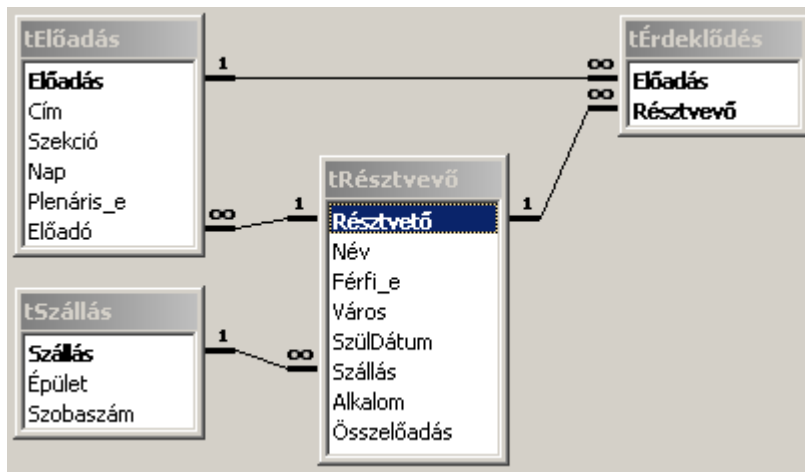 tElőadás
Előadás
Cím
Szekció
Nap
Plenáris_e
Előadó
1
∞
∞
∞
tÉrdeklődés
Előadás
Résztvevő
tRésztvevő
Résztvető
Név
Férfi_e
Város
SzülDátum
Szállás
Alkalom
Összelőadás
1
1
tSzállás
Szállás
Épület
Szobaszám
1
∞